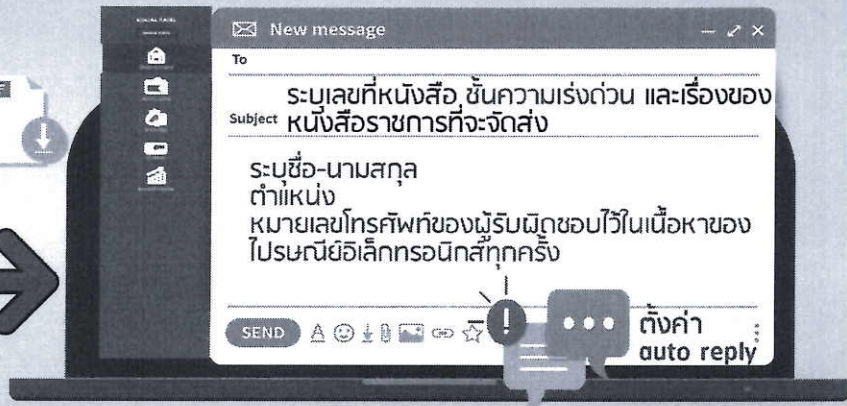 New message
To
ระบุเลขที่หนังสือ ชั้นความเร่งด่วน และเรื่องของ
Subject หนังสือราชการที่จะจัดส่ง
ระบุชื่อ-นามสกุล
ตำแหน่ง
หมายเลขโทรศัพท์ของผู้รับผิดชอบไว้ในเนื้อหาของ
ไปรษณีย์อิเล็กทรอนิกส์ทุกครั้ง
SEND
ตั้งค่า
auto reply